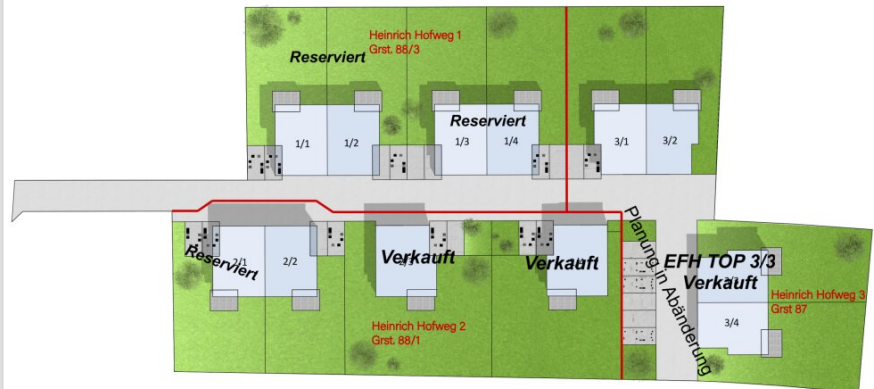 Heinrich Hofweg 1
Grst. 88/3
Reserviert
Reserviert
1/1
1/2
1/3
1/4
3/1
3/2
Reserviert
2/1
2/2
Verkauft
2/3
Verkauft
Planung in Abänderung
EFH TOP 3/3
Verkauft
3/4
Heinrich Hofweg 3
Grst 87
Heinrich Hofweg 2
Grst. 88/1